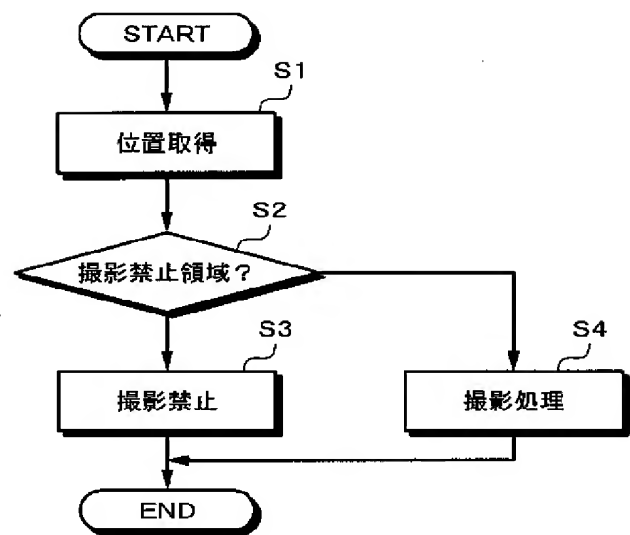 START
S1
位置取得
S2
撮影禁止領域？
S3
撮影禁止
S4
撮影処理
END